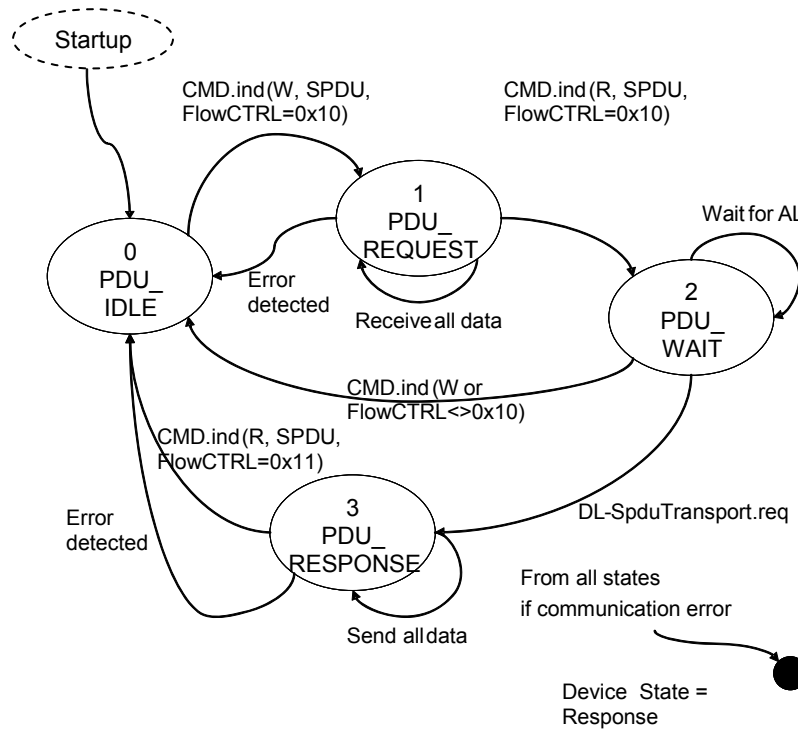 Startup
CMD.ind(W, SPDU,
FlowCTRL=0x10)
CMD.ind(R, SPDU,
FlowCTRL=0x10)
1
PDU_
REQUEST
Wait for AL
0
PDU_
IDLE
Error
detected
Receive all data
2
PDU_
WAIT
CMD.ind (W or
FlowCTRL<>0x10)
CMD.ind(R, SPDU,
FlowCTRL=0x11)
3
PDU_
RESPONSE
Error
detected
DL-SpduTransport.req
Send all data
From all states
if communication error
Device State =
Response